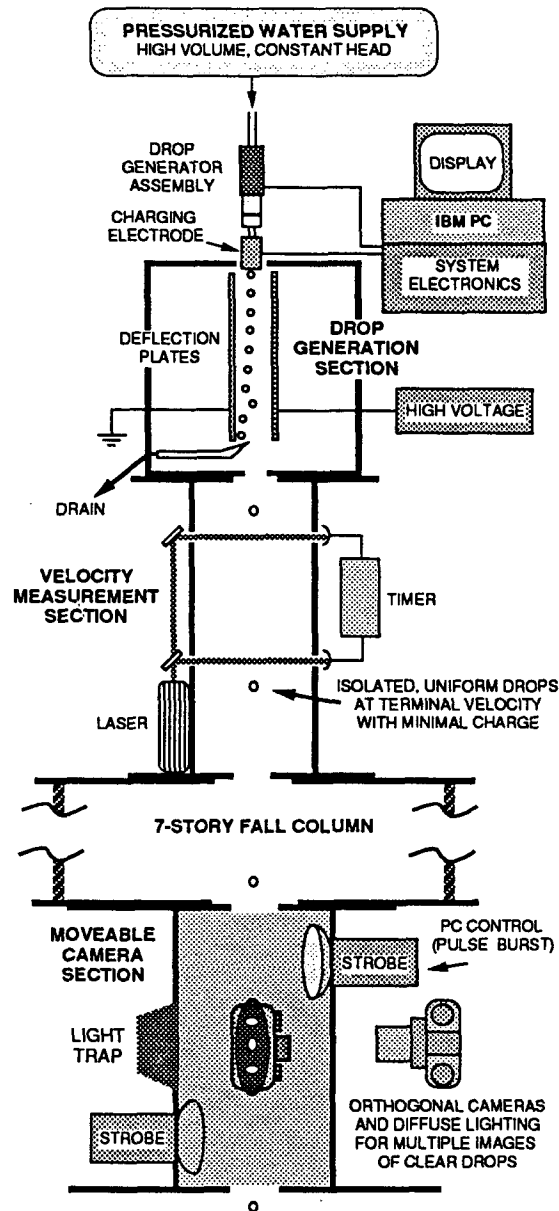 PRESSURIZED WATER SUPPLY
HIGH VOLUME, CONSTANT HEAD
DROP
GENERATOR
ASSEMBLY
DISPLAY
CHARGING
ELECTRODE
IBM PC
SYSTEM
ELECTRONICS
DEFLECTION
PLATES
DROP
GENERATION
SECTION
HIGH VOLTAGE
DRAIN
VELOCITY
MEASUREMENT
SECTION
TIMER
LASER
ISOLATED, UNIFORM DROPS
AT TERMINAL VELOCITY
WITH MINIMAL CHARGE
7-STORY FALL COLUMN
MOVEABLE
CAMERA
SECTION
PC CONTROL
(PULSE BURST)
STROBE
LIGHT
TRAP
STROBE
ORTHOGONAL CAMERAS
AND DIFFUSE LIGHTING
FOR MULTIPLE IMAGES
OF CLEAR DROPS